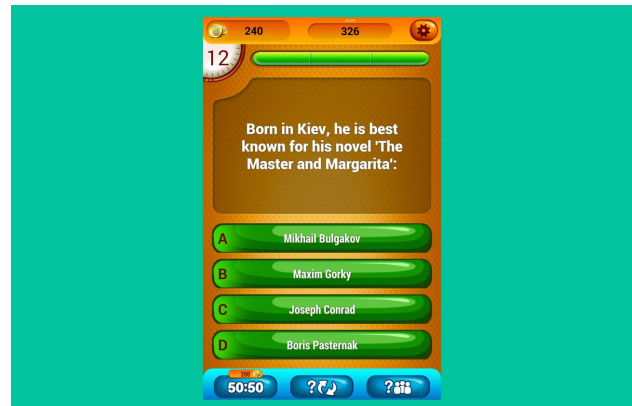 240
SCORE
326
12
Born in Kiev, he is best
known for his novel 'The
Master and Margarita':
A Mikhail Bulgakov
B Maxim Gorky
C Joseph Conrad
D Boris Pasternak
200
50:50 ? ?